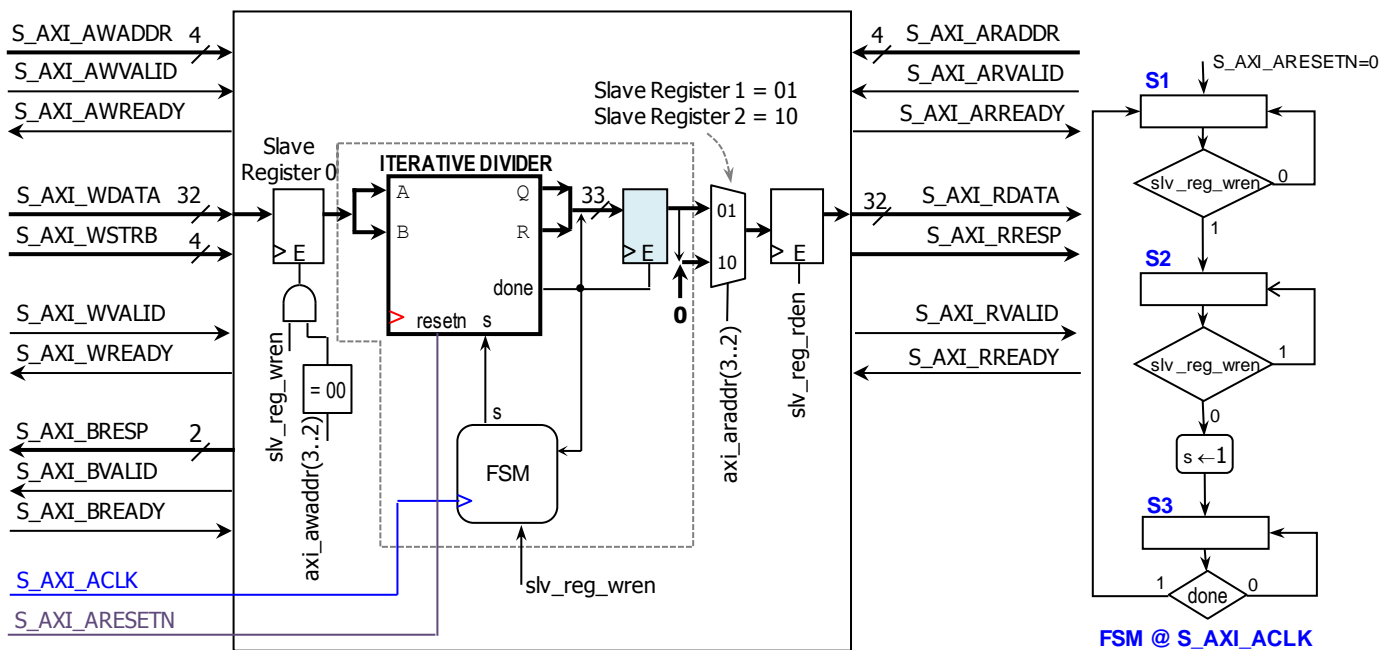 S_AXI_AWADDR 4
S_AXI_AWVALID
S_AXI_AWREADY
S_AXI_WDATA 32
S_AXI_WSTRB 4
S_AXI_WVALID
S_AXI_WREADY
S_AXI_BRESP 2
S_AXI_BVALID
S_AXI_BREADY
S_AXI_ACLK
S_AXI_ARESETN
Slave
Register 0
E
slv_reg_wren
= 00
axi_awaddr(3..2)
ITERATIVE DIVIDER
A
B
Q
R
done
resetn
s
s
FSM
slv_reg_wren
33
E
0
Slave Register 1 = 01
Slave Register 2 = 10
01
10
axi_araddr(3..2)
E
slv_reg_rden
4 S_AXI_ARADDR
S_AXI_ARVALID
S_AXI_ARREADY
32 S_AXI_RDATA
S_AXI_RRESP
S_AXI_RVALID
S_AXI_RREADY
S_AXI_ARESETN=0
S1
slv_reg_wren
0
1
S2
slv_reg_wren
1
0
s ←1
S3
1
done
0
FSM @ S_AXI_ACLK